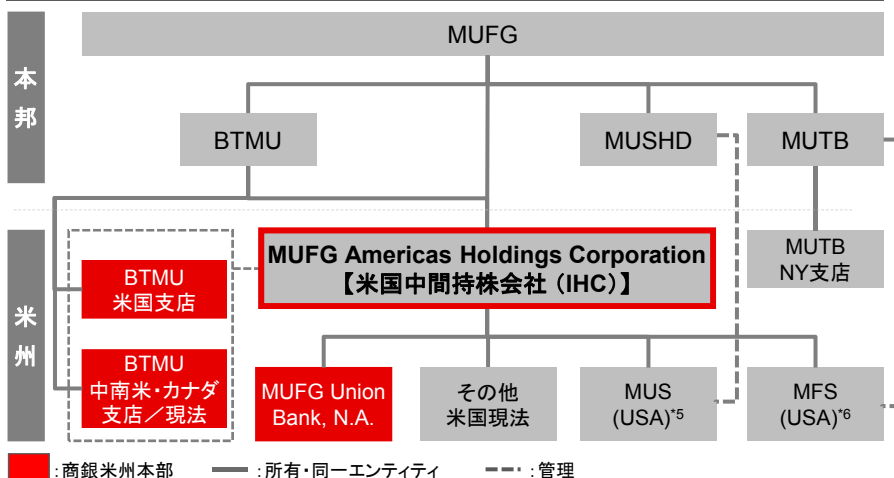 MUFG
本邦
BTMU
MUSHD
MUTB
米州
BTMU
米国支店
BTMU
中南米・カナダ
支店／現法
MUFG Americas Holdings Corporation
【米国中間持株会社（IHC）】
MUTB
NY支店
MUFG Union
Bank, N.A.
その他
米国現法
MUS
(USA)*5
MFS
(USA)*6
：商銀米州本部
：所有・同一エンティティ
：管理